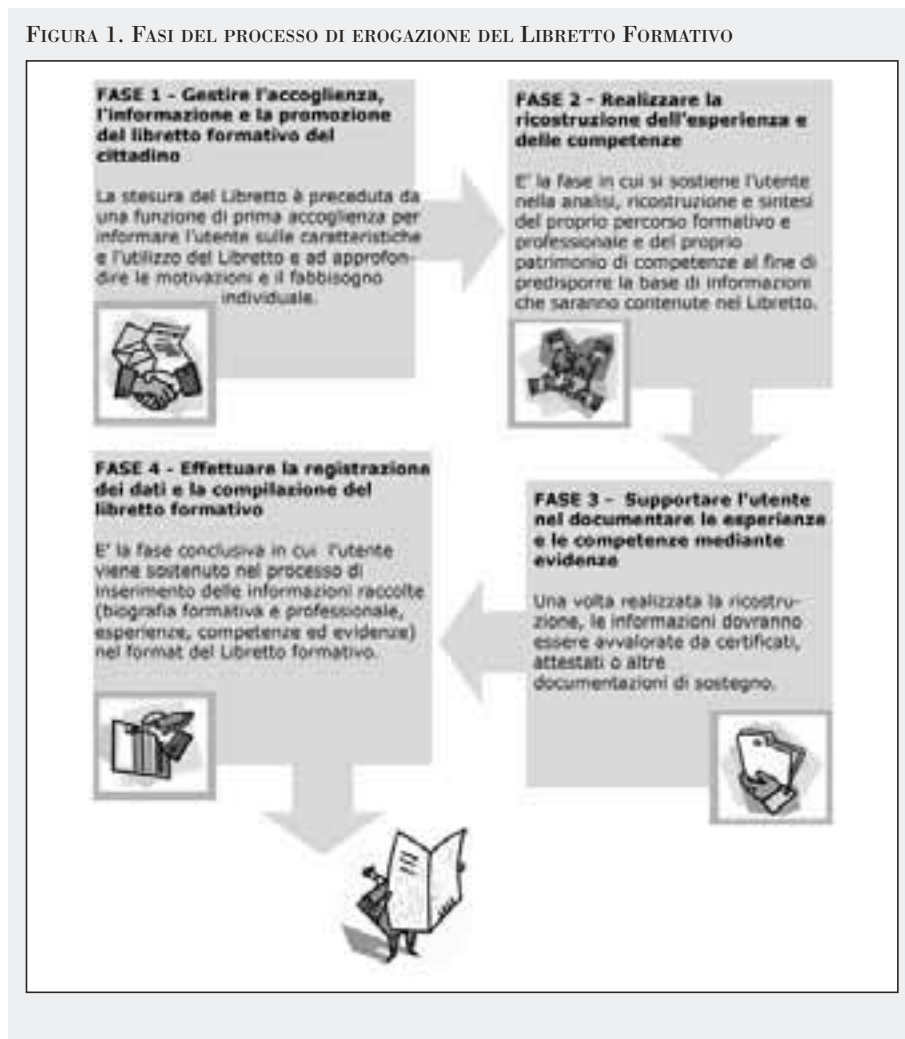 FIGURA 1. FASI DEL PROCESSO DI EROGAZIONE DEL LIBRETTO FORMATIVO
FASE 1 - Gestire l'accoglienza,
l'informazione e la promozione
del libretto formativo del
cittadino
La stesura del Libretto è preceduta da
una funzione di prima accoglienza per
informare l'utente sulle caratteristiche
e l'utilizzo del Libretto e ad approfon-
dire le motivazioni e il fabbisogno
individuale.
FASE 2 - Realizzare la
ricostruzione dell'esperienza e
delle competenze
E' la fase in cui si sostiene l'utente
nella analisi, ricostruzione e sintesi
del proprio percorso formativo e
professionale e del proprio
patrimonio di competenze al fine di
predisporre la base di informazioni
che saranno contenute nel Libretto.
FASE 3 - Supportare l'utente
nel documentare le esperienze
e le competenze mediante
evidenze
Una volta realizzata la ricostru-
zione, le informazioni dovranno
essere avvalorate da certificati,
attestati o altre
documentazioni di sostegno.
FASE 4 - Effettuare la registrazione
dei dati e la compilazione del
libretto formativo
E' la fase conclusiva in cui l'utente
viene sostenuto nel processo di
inserimento delle informazioni raccolte
(biografia formativa e professionale,
esperienze, competenze ed evidenze)
nel format del Libretto formativo.